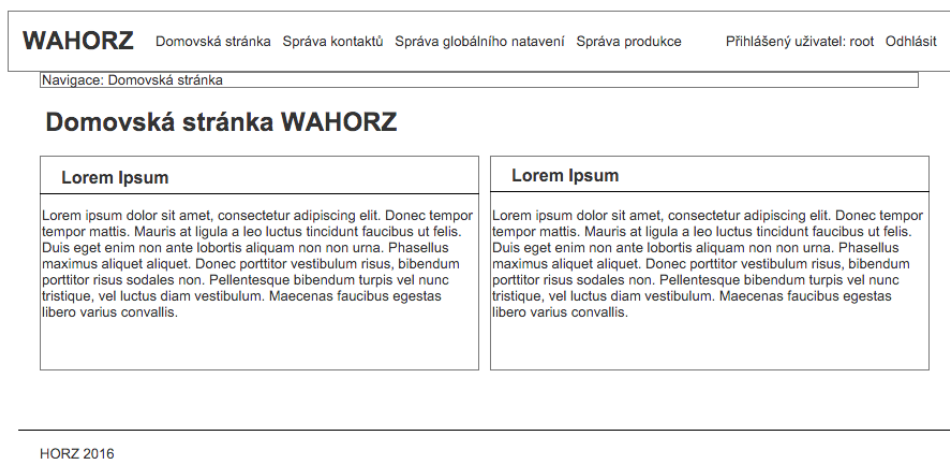 WAHORZ Domovská stránka Správa kontaktů Správa globálního natavení Správa produkce Přihlášený uživatel: root Odhlásit
Navigace: Domovská stránka
Domovská stránka WAHORZ
Lorem Ipsum
Lorem ipsum dolor sit amet, consectetur adipiscing elit. Donec tempor
tempor mattis. Mauris at ligula a leo luctus tincidunt faucibus ut felis.
Duis eget enim non ante lobortis aliquam non non urna. Phasellus
maximus aliquet aliquet. Donec porttitor vestibulum risus, bibendum
porttitor risus sodales non. Pellentesque bibendum turpis vel nunc
tristique, vel luctus diam vestibulum. Maecenas faucibus egestas
libero varius convallis.
Lorem Ipsum
Lorem ipsum dolor sit amet, consectetur adipiscing elit. Donec tempor
tempor mattis. Mauris at ligula a leo luctus tincidunt faucibus ut felis.
Duis eget enim non ante lobortis aliquam non non urna. Phasellus
maximus aliquet aliquet. Donec porttitor vestibulum risus, bibendum
porttitor risus sodales non. Pellentesque bibendum turpis vel nunc
tristique, vel luctus diam vestibulum. Maecenas faucibus egestas
libero varius convallis.
HORZ 2016